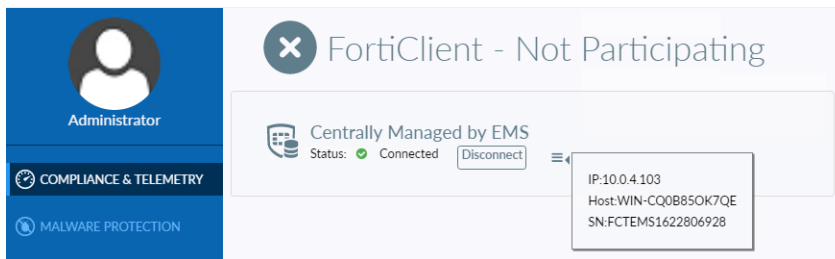 FortiClient - Not Participating
Administrator
Centrally Managed by EMS
Status: Connected Disconnect
IP:10.0.4.103
Host:WIN-CQ0B85OK7QE
SN:FCTEMS1622806928
COMPLIANCE & TELEMETRY
MALWARE PROTECTION